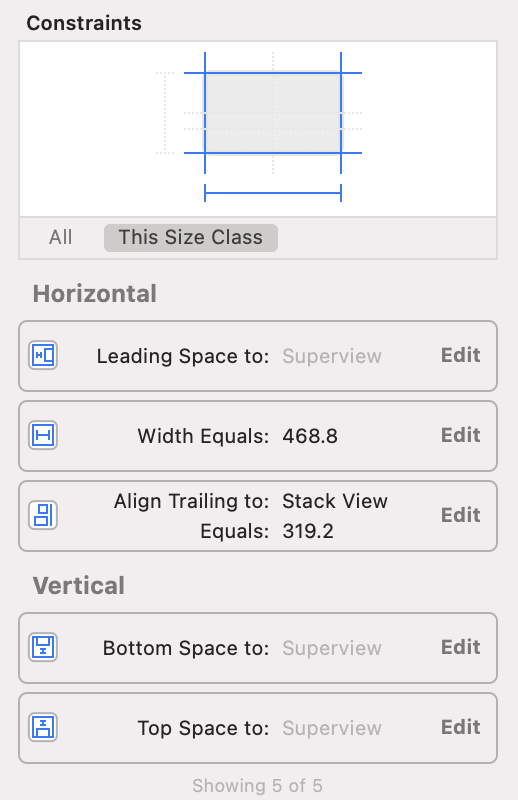 Constraints
All
This Size Class
Horizontal
Leading Space to: Superview Edit
Width Equals: 468.8 Edit
Align Trailing to: Stack View
Equals: 319.2 Edit
Vertical
Bottom Space to: Superview Edit
Top Space to: Superview Edit
Showing 5 of 5